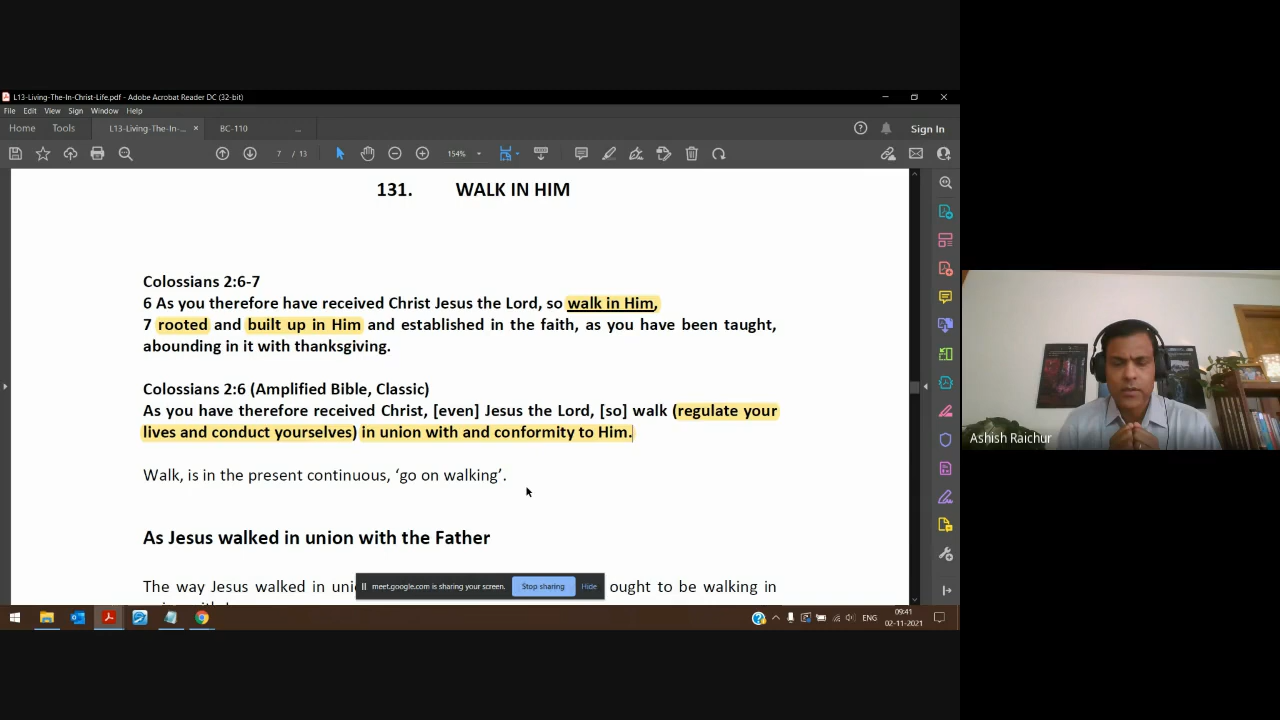 L13-Living-The-In-Christ-Life.pdf - Adobe Acrobat Reader DC (32-bit)
File Edit View Sign Window Help
Home Tools L13-Living-The-In-... × BC-110 ... Sign In
7 / 13 154%
131. WALK IN HIM
Colossians 2:6-7
6 As you therefore have received Christ Jesus the Lord, so walk in Him,
7 rooted and built up in Him and established in the faith, as you have been taught,
abounding in it with thanksgiving.
Colossians 2:6 (Amplified Bible, Classic)
As you have therefore received Christ, [even] Jesus the Lord, [so] walk (regulate your
lives and conduct yourselves) in union with and conformity to Him.
Walk, is in the present continuous, ‘go on walking’.
As Jesus walked in union with the Father
The way Jesus walked in
ought to be walking in
meet.google.com is sharing your screen. Stop sharing Hide
ENG
09:41
02-11-2021
Ashish Raichur